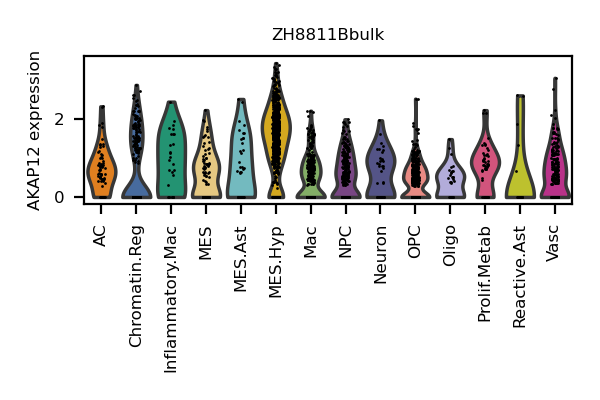 ZH8811Bbulk
AKAP12 expression
2
0
AC
Chromatin.Reg
Inflammatory.Mac
MES
MES.Ast
MES.Hyp
Mac
NPC
Neuron
OPC
Oligo
Prolif.Metab
Reactive.Ast
Vasc